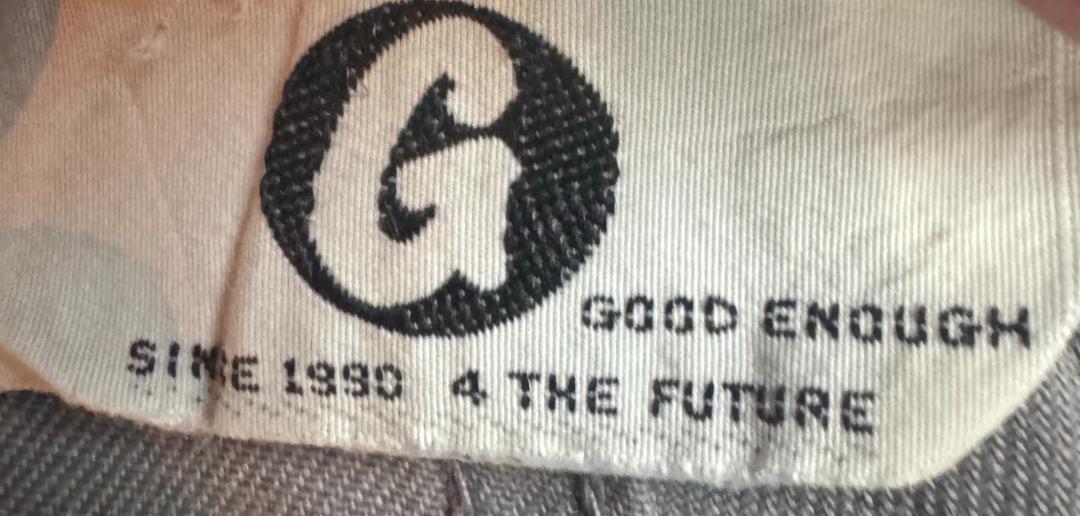 G
GOOD ENOUGH
SINCE 1990 4 THE FUTURE